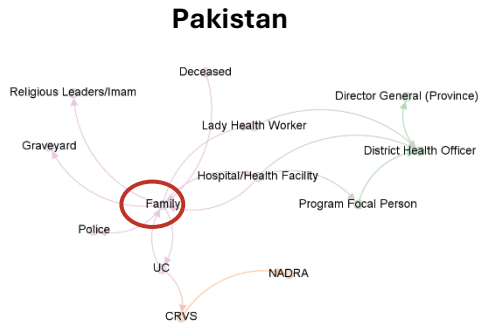 Pakistan
Deceased
Religious Leaders/Imam
Director General (Province)
Lady Health Worker
Graveyard
District Health Officer
Hospital/Health Facility
Family
Program Focal Person
Police
UC
NADRA
CRVS